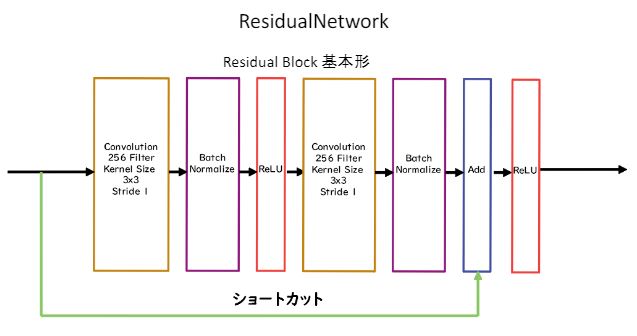 ResidualNetwork
Residual Block 基本形
Convolution
256 Filter
Kernel Size
3x3
Stride 1
Batch
Normalize
ReLU
Convolution
256 Filter
Kernel Size
3x3
Stride 1
Batch
Normalize
Add
ReLU
ショートカット